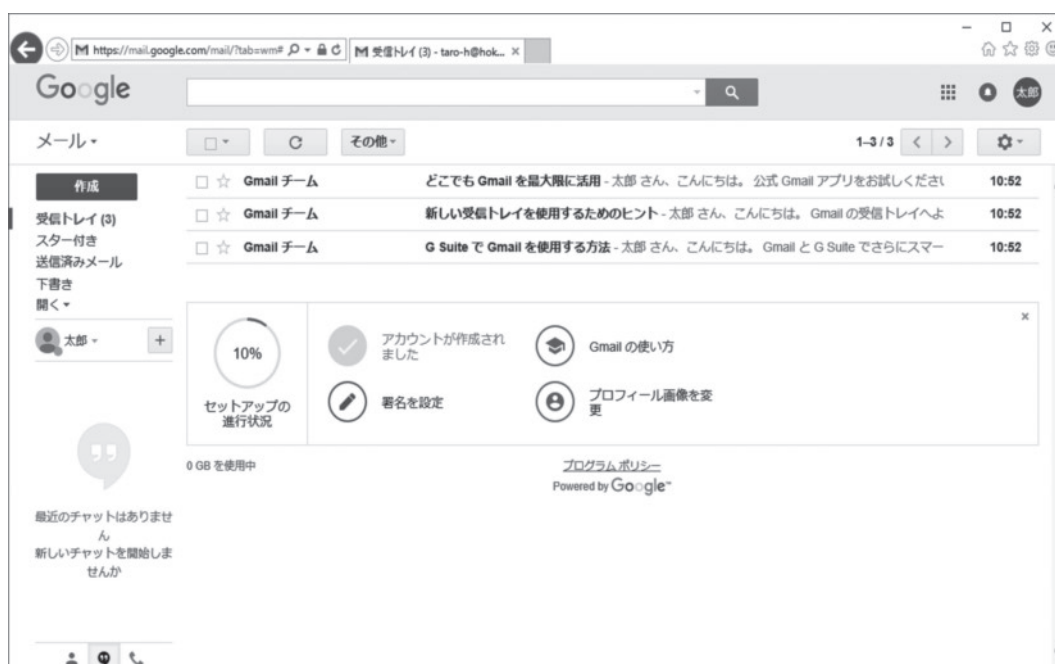 https://mail.google.com/mail/?tab=wm#
受信トレイ (3) - taro-h@hok...
Google
太郎
メール
その他
1–3 / 3
作成
受信トレイ (3)
スター付き
送信済みメール
下書き
開く
太郎
Gmail チーム どこでも Gmail を最大限に活用 - 太郎 さん、こんにちは。 公式 Gmail アプリをお試しくださ 10:52
Gmail チーム 新しい受信トレイを使用するためのヒント - 太郎 さん、こんにちは。 Gmail の受信トレイへよ 10:52
Gmail チーム G Suite で Gmail を使用する方法 - 太郎 さん、こんにちは。 Gmail と G Suite でさらにスマー 10:52
10%
セットアップの
進行状況
アカウントが作成され
ました
Gmail の使い方
署名を設定
プロフィール画像を変
更
0 GB を使用中
プログラム ポリシー
Powered by Google™
最近のチャットはありませ
ん
新しいチャットを開始しま
せんか